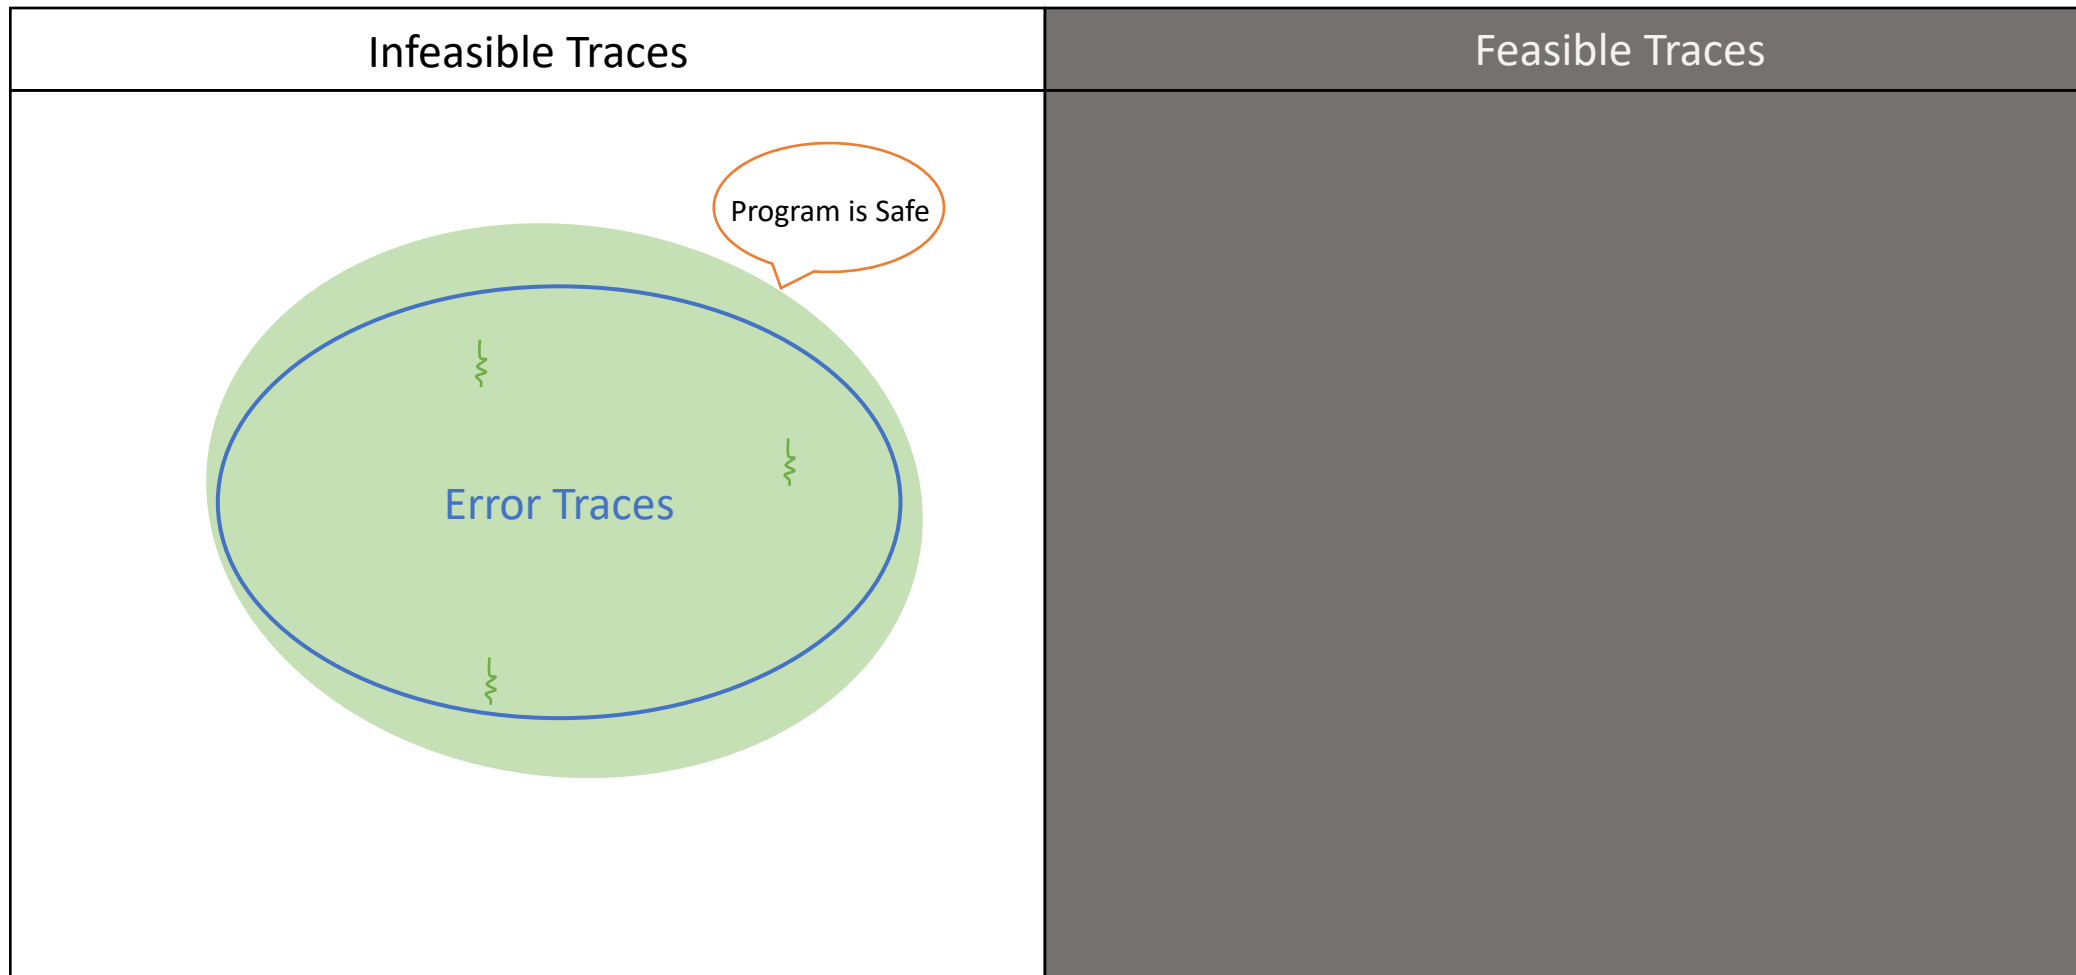 Infeasible Traces
Feasible Traces
Program is Safe
Error Traces